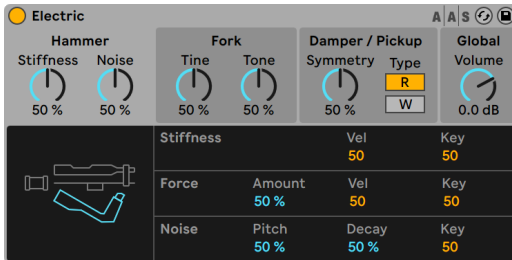 Electric A A S
Hammer Fork Damper / Pickup Global
Stiffness Noise Tine Tone Symmetry Type Volume
R
W
50 % 50 % 50 % 50 % 50 % 0.0 dB
Stiffness Vel Key
50 50
Force Amount Vel Key
50 % 50 50
Noise Pitch Decay Key
50 % 50 % 50